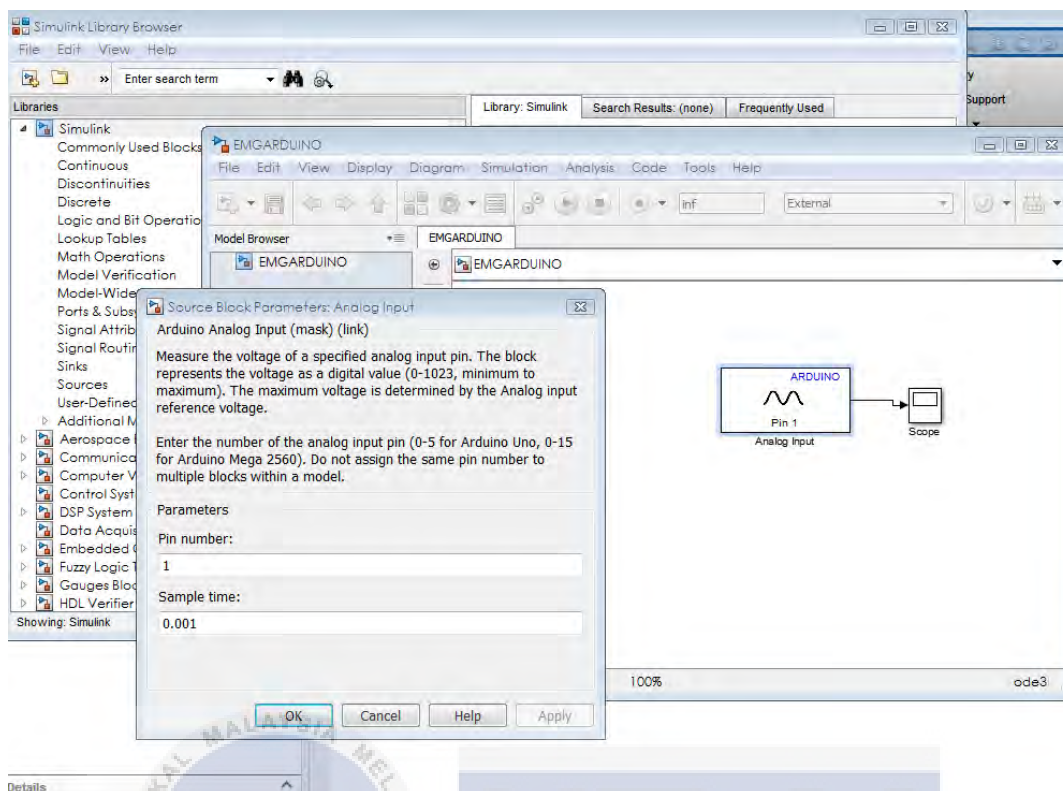 Simulink Library Browser
File Edit View Help
» Enter search term
Libraries
Library: Simulink Search Results: (none) Frequently Used
Support
Simulink
Commonly Used Blocks
Continuous
Discontinuities
Discrete
Logic and Bit Operatio
Lookup Tables
Math Operations
Model Verification
Model-Wide
Ports & Subsy
Signal Attrib
Signal Routin
Sinks
Sources
User-Defined
Additional M
Aerospace
Communica
Computer V
Control Syst
DSP System
Data Acquis
Embedded
Fuzzy Logic
Gauges Bloc
HDL Verifier
Showing: Simulink
EMGARDUINO
File Edit View Display Diagram Simulation Analysis Code Tools Help
inf External
Model Browser EMGARDUINO
EMGARDUINO EMGARDUINO
ARDUINO
Pin 1
Analog Input
Scope
100% ode3
Source Block Parameters: Analog Input
Arduino Analog Input (mask) (link)
Measure the voltage of a specified analog input pin. The block
represents the voltage as a digital value (0-1023, minimum to
maximum). The maximum voltage is determined by the Analog input
reference voltage.
Enter the number of the analog input pin (0-5 for Arduino Uno, 0-15
for Arduino Mega 2560). Do not assign the same pin number to
multiple blocks within a model.
Parameters
Pin number:
1
Sample time:
0.001
OK Cancel Help Apply
KAL MALAYSIA MEL
Details